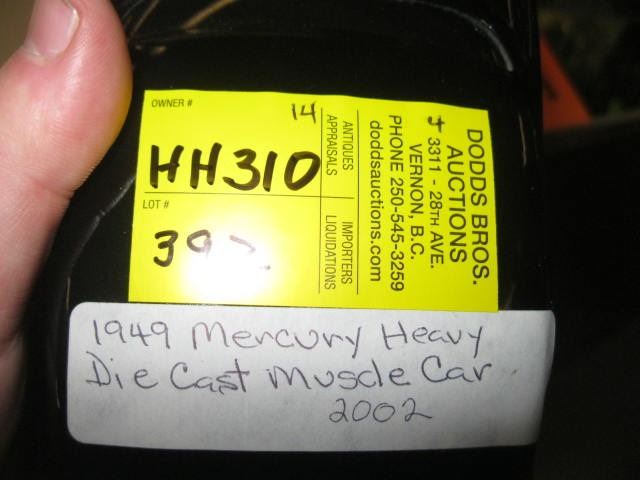 OWNER #
14
HH310
LOT #
392
ANTIQUES
APPRAISALS
IMPORTERS
LIQUIDATIONS
DODDS BROS.
AUCTIONS
3311 - 28TH AVE.
VERNON, B.C.
PHONE 250-545-3259
doddsauctions.com
1949 Mercury Heavy
Die Cast Muscle Car
2002